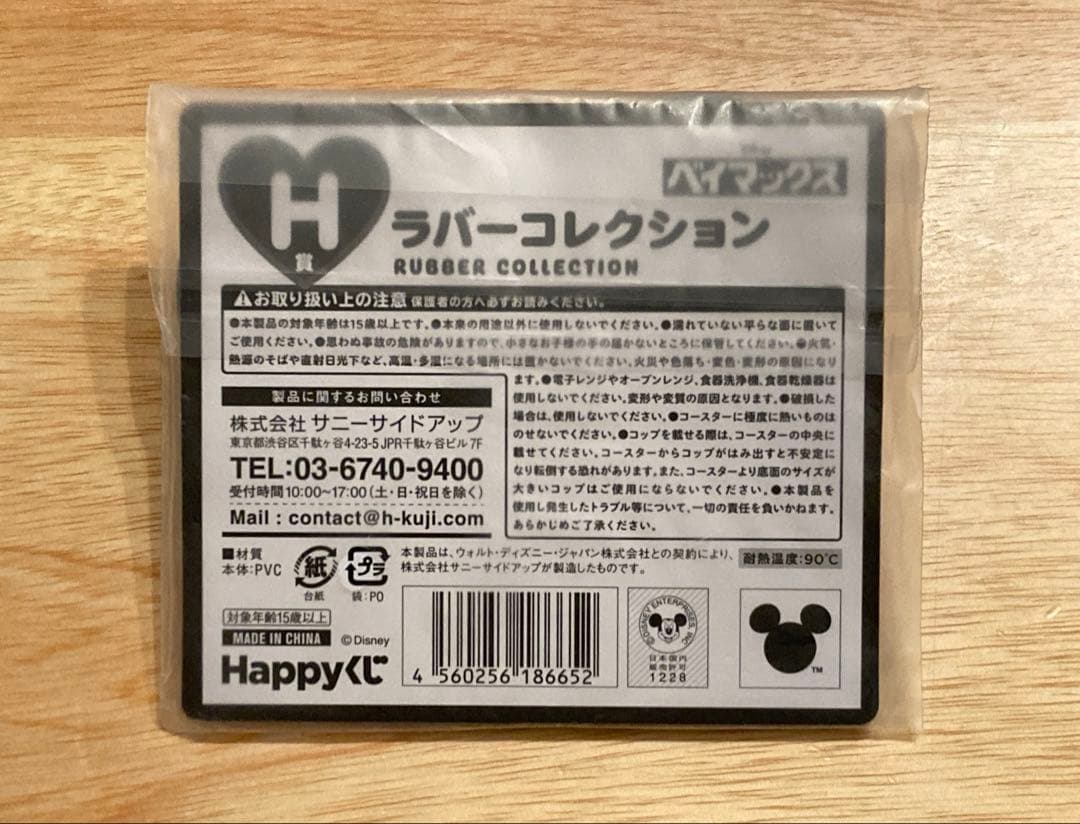 H
賞
ベイマックス
ラバーコレクション
RUBBER COLLECTION
お取り扱い上の注意 保護者の方へ必ずお読みください。
●本製品の対象年齢は15歳以上です。●本来の用途以外に使用しないでください。●濡れていない平らな面に置いて
ご使用ください。●思わぬ事故の危険がありますので、小さなお子様の手の届かないところに保管してください。●火気・
熱源のそばや直射日光下など、高温・多湿になる場所には置かないでください。火災や色落ち・変色・変形の原因になり
ます。●電子レンジやオーブンレンジ、食器洗浄機、食器乾燥器は
使用しないでください。変形や変質の原因となります。●破損した
場合は、使用しないでください。●コースターに極度に熱いものは
のせないでください。●コップを載せる際は、コースターの中央に
載せてください。コースターからコップがはみ出すと不安定に
なり転倒する恐れがあります。また、コースターより底面のサイズが
大きいコップはご使用にならないでください。●本製品を
使用し発生したトラブル等について、一切の責任を負いかねます。
あらかじめご了承ください。
製品に関するお問い合わせ
株式会社 サニーサイドアップ
東京都渋谷区千駄ヶ谷4-23-5 JPR千駄ヶ谷ビル 7F
TEL:03-6740-9400
受付時間10:00~17:00(土・日・祝日を除く)
Mail : contact@h-kuji.com
■材質
本体:PVC
紙
台紙
プラ
袋:PO
本製品は、ウォルト・ディズニー・ジャパン株式会社との契約により、
株式会社サニーサイドアップが製造したものです。
耐熱温度:90℃
対象年齢15歳以上
MADE IN CHINA ©Disney
Happyくじ
4 560256 186652
©DISNEY ENTERPRISES, INC
日本国内
販売許可
1228
TM